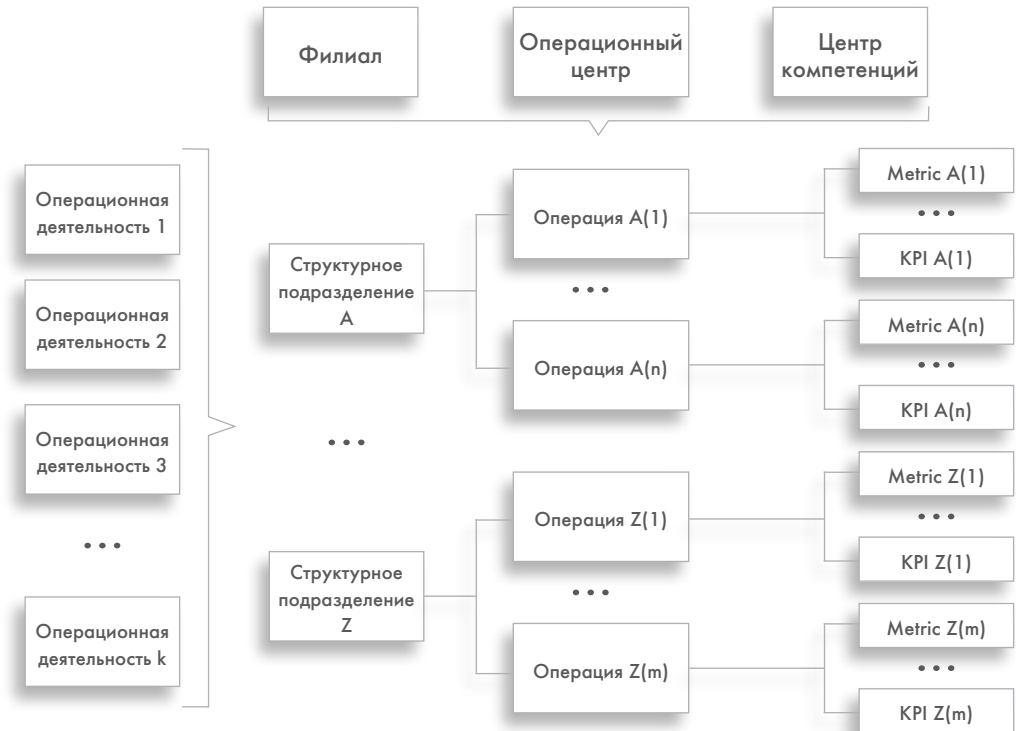 Филиал
Операционный
центр
Центр
компетенций
Операционная
деятельность 1
Операционная
деятельность 2
Операционная
деятельность 3
•••
Операционная
деятельность k
Структурное
подразделение
A
•••
Структурное
подразделение
Z
Операция A(1)
•••
Операция A(n)
Операция Z(1)
•••
Операция Z(m)
Metric A(1)
•••
KPI A(1)
Metric A(n)
•••
KPI A(n)
Metric Z(1)
•••
KPI Z(1)
Metric Z(m)
•••
KPI Z(m)